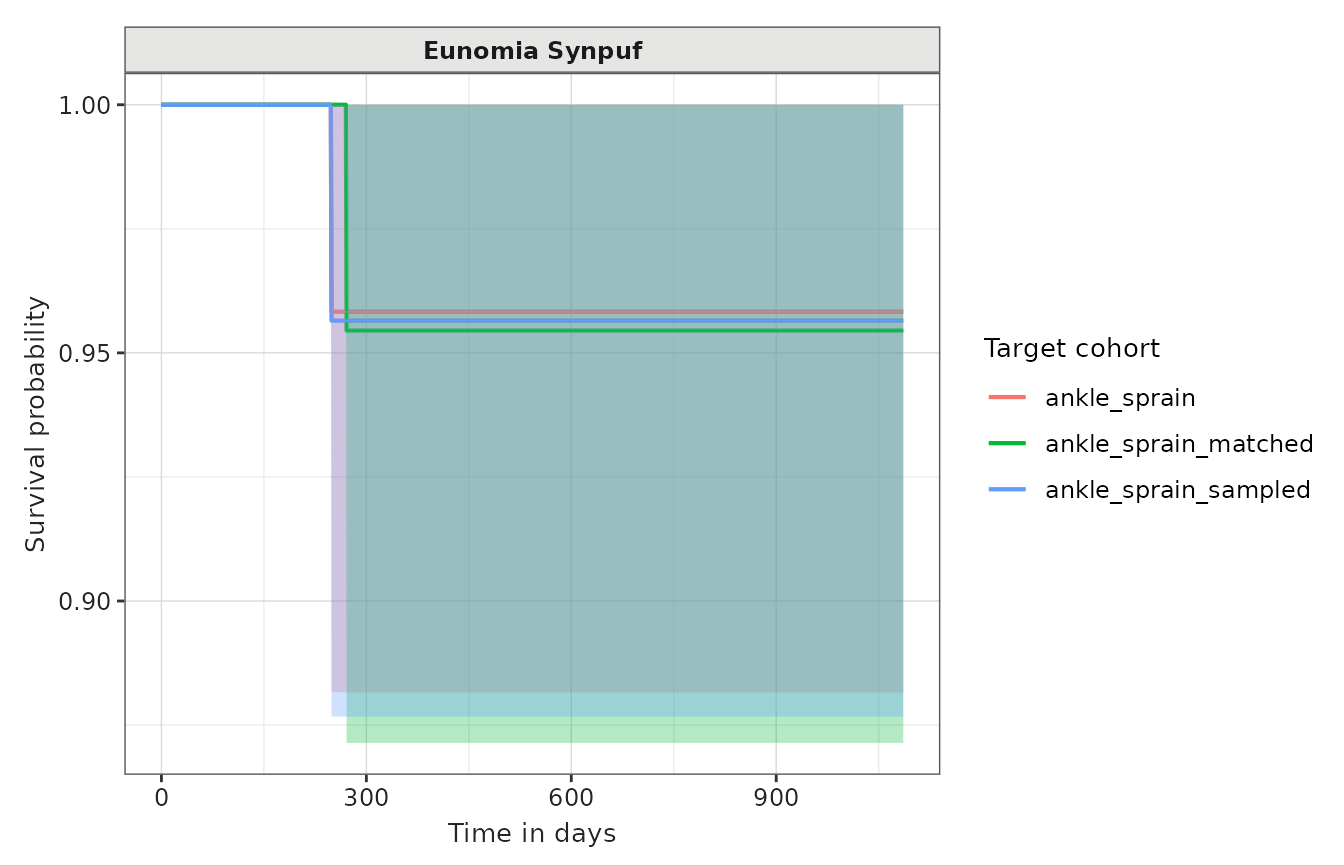 Eunomia Synpuf
Survival probability
1.00
0.95
0.90
0
300
600
900
Time in days
Target cohort
ankle_sprain
ankle_sprain_matched
ankle_sprain_sampled